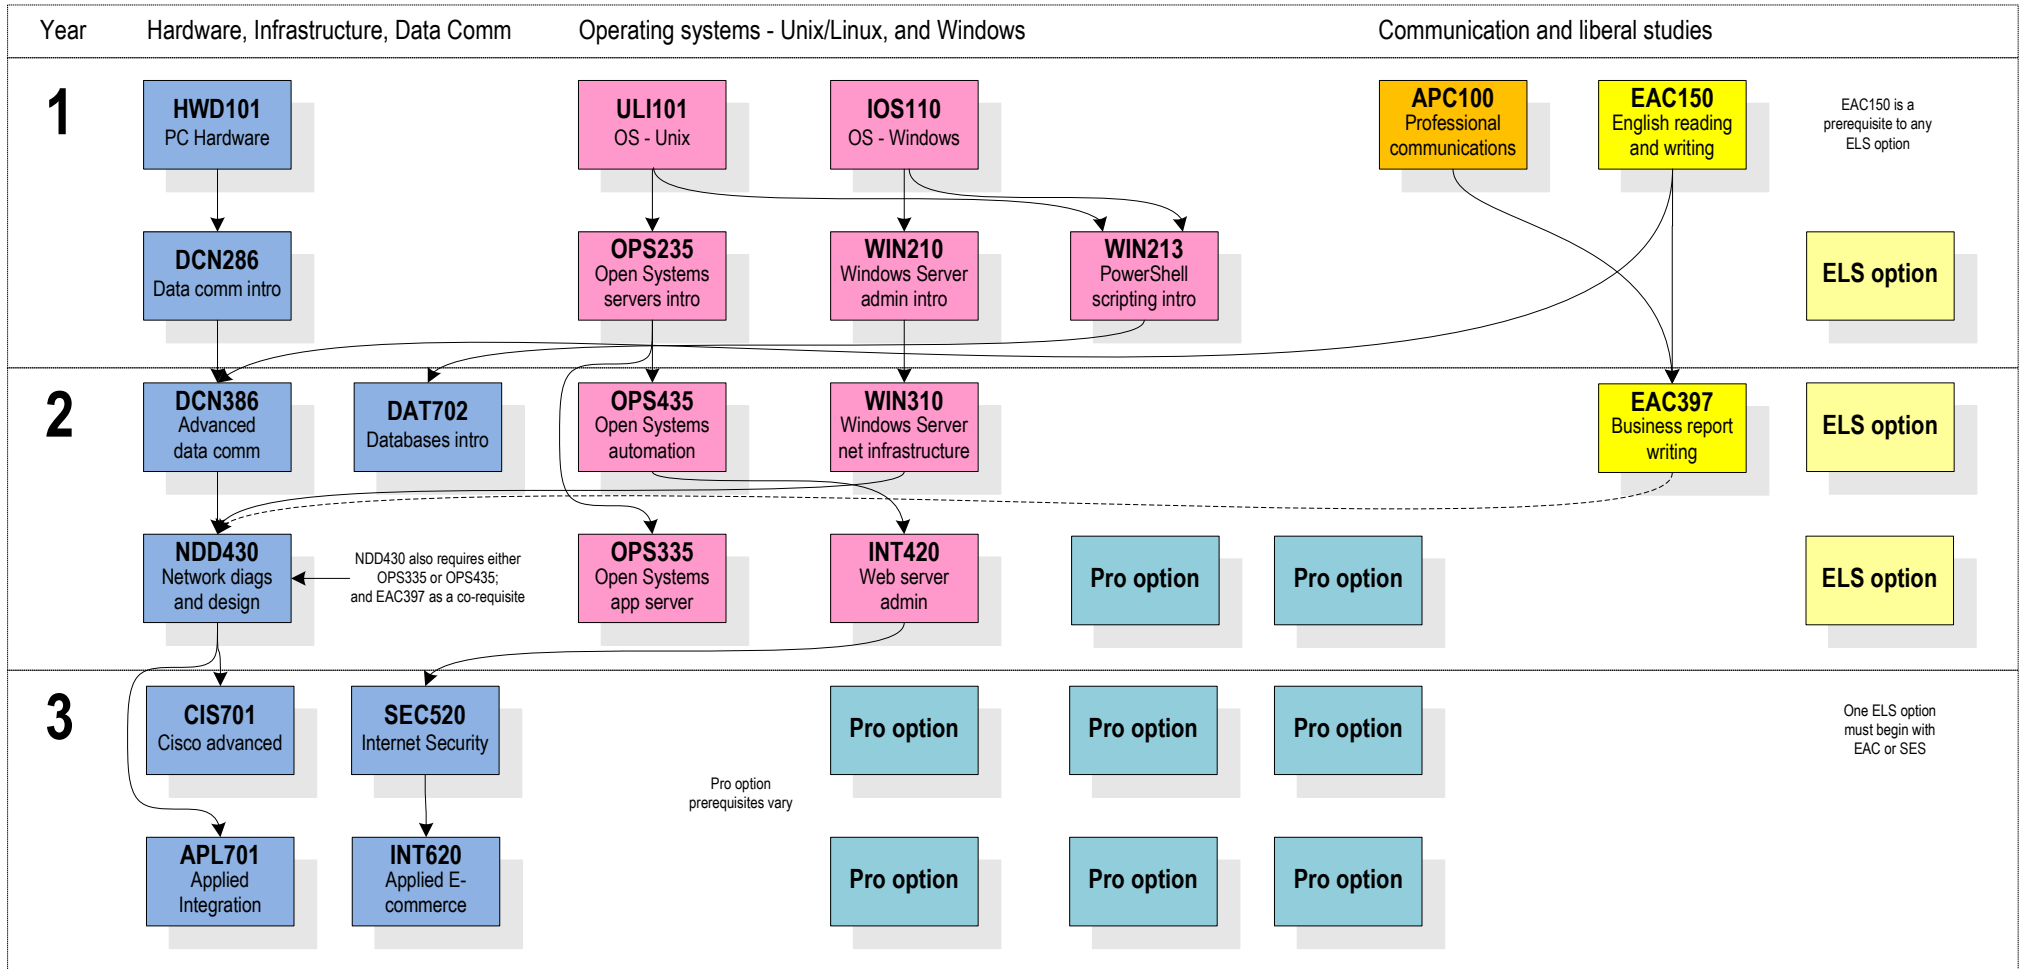 Year
Hardware, Infrastructure, Data Comm
Operating systems - Unix/Linux, and Windows
Communication and liberal studies
1
HWD101
PC Hardware
ULI101
OS - Unix
IOS110
OS - Windows
APC100
Professional
communications
EAC150
English reading
and writing
EAC150 is a
prerequisite to any
ELS option
DCN286
Data comm intro
OPS235
Open Systems
servers intro
WIN210
Windows Server
admin intro
WIN213
PowerShell
scripting intro
ELS option
2
DCN386
Advanced
data comm
DAT702
Databases intro
OPS435
Open Systems
automation
WIN310
Windows Server
net infrastructure
EAC397
Business report
writing
ELS option
NDD430
Network diags
and design
NDD430 also requires either
OPS335 or OPS435;
and EAC397 as a co-requisite
OPS335
Open Systems
app server
INT420
Web server
admin
Pro option
Pro option
ELS option
3
CIS701
Cisco advanced
SEC520
Internet Security
Pro option
Pro option
Pro option
One ELS option
must begin with
EAC or SES
Pro option
prerequisites vary
APL701
Applied
Integration
INT620
Applied E-
commerce
Pro option
Pro option
Pro option